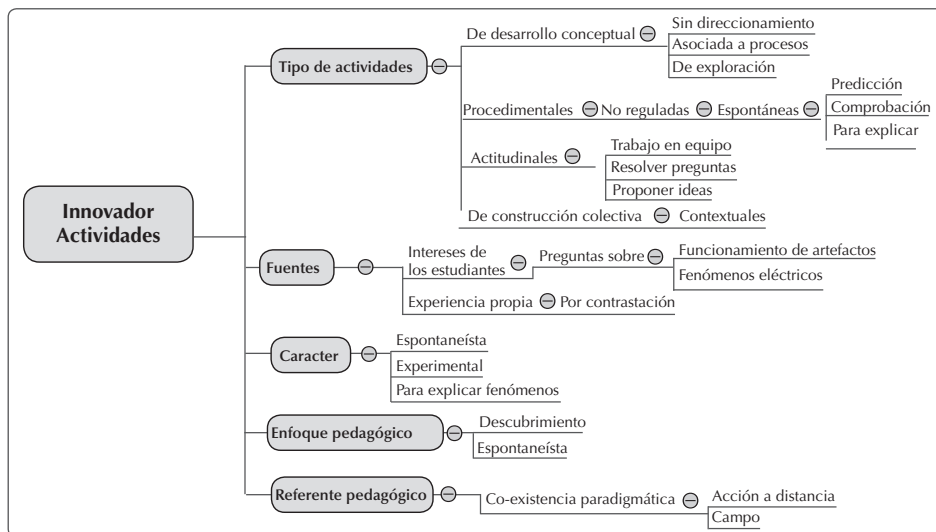 Innovador
Actividades
Tipo de actividades
De desarrollo conceptual
Sin direccionamiento
Asociada a procesos
De exploración
Procedimentales
No reguladas
Espontáneas
Predicción
Comprobación
Para explicar
Actitudinales
Trabajo en equipo
Resolver preguntas
Proponer ideas
De construcción colectiva
Contextuales
Fuentes
Intereses de
los estudiantes
Preguntas sobre
Funcionamiento de artefactos
Fenómenos eléctricos
Experiencia propia
Por contrastación
Caracter
Espontaneísta
Experimental
Para explicar fenómenos
Enfoque pedagógico
Descubrimiento
Espontaneísta
Referente pedagógico
Co-existencia paradigmática
Acción a distancia
Campo